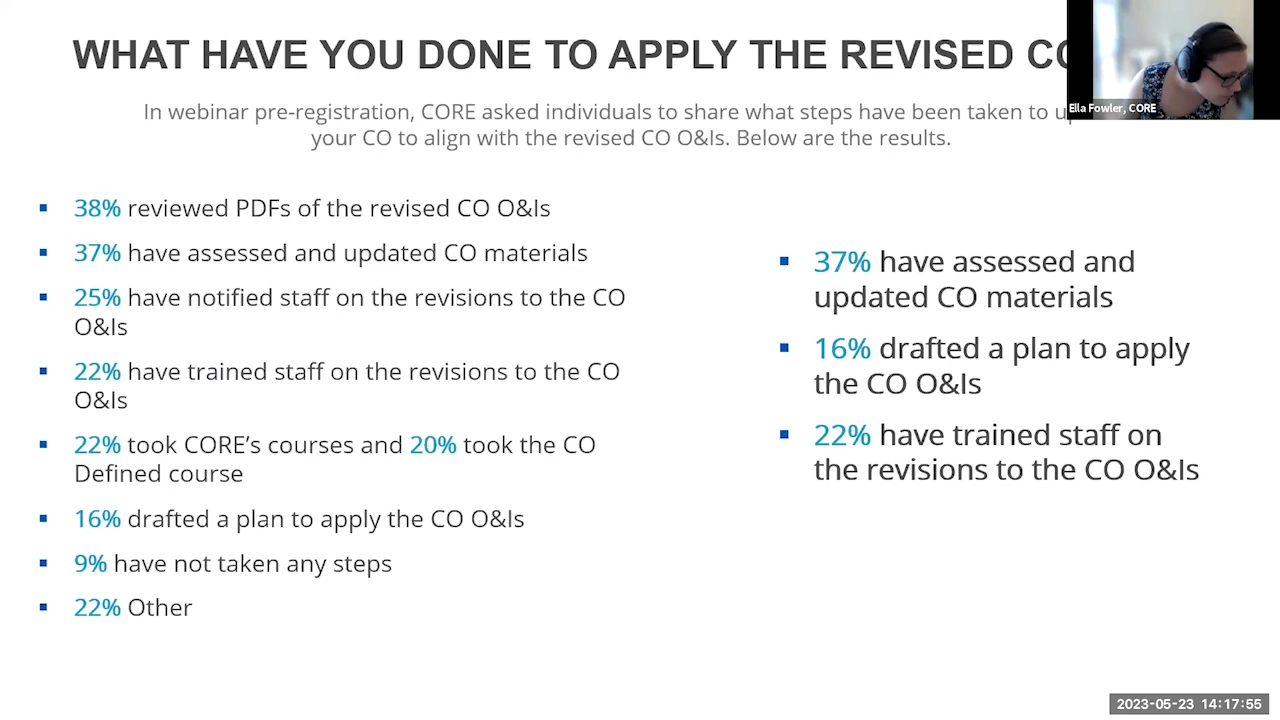 WHAT HAVE YOU DONE TO APPLY THE REVISED
Ella Fowler, CORE
In webinar pre-registration, CORE asked individuals to share what steps have been taken to
your CO to align with the revised CO O&Is. Below are the results.
▪ 38% reviewed PDFs of the revised CO O&Is
▪ 37% have assessed and updated CO materials
▪ 25% have notified staff on the revisions to the CO
O&Is
▪ 22% have trained staff on the revisions to the CO
O&Is
▪ 22% took CORE’s courses and 20% took the CO
Defined course
▪ 16% drafted a plan to apply the CO O&Is
▪ 9% have not taken any steps
▪ 22% Other
▪ 37% have assessed and
updated CO materials
▪ 16% drafted a plan to apply
the CO O&Is
▪ 22% have trained staff on
the revisions to the CO O&Is
2023-05-23 14:17:55